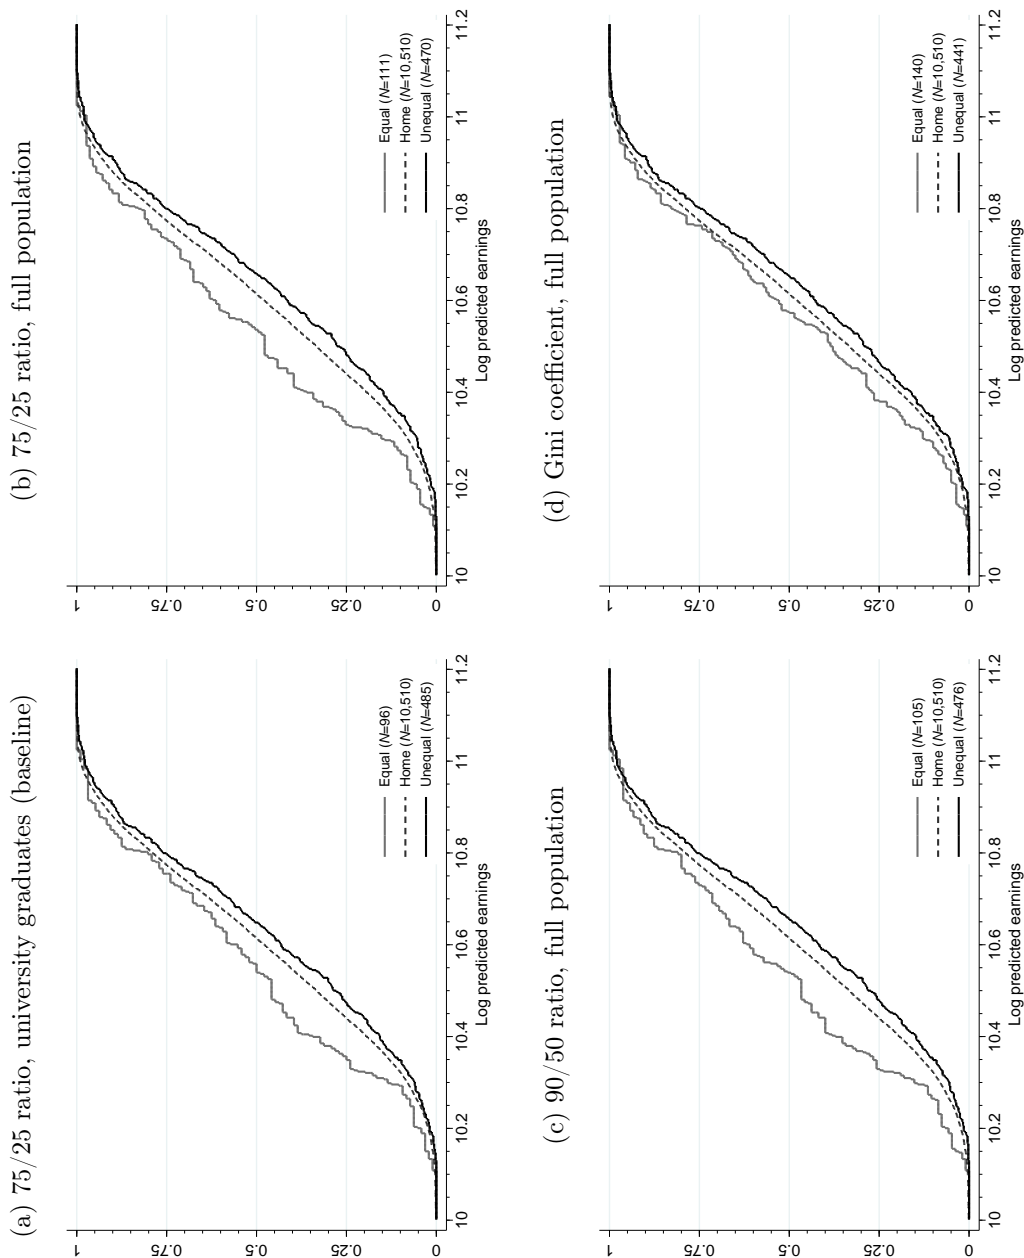 (a) 75/25 ratio, university graduates (baseline)
1
0.75
0.5
0.25
0
10
10.2
10.4
10.6
10.8
11
11.2
Log predicted earnings
Equal (N=96)
Home (N=10,510)
Unequal (N=485)
(b) 75/25 ratio, full population
1
0.75
0.5
0.25
0
10
10.2
10.4
10.6
10.8
11
11.2
Log predicted earnings
Equal (N=111)
Home (N=10,510)
Unequal (N=470)
(c) 90/50 ratio, full population
1
0.75
0.5
0.25
0
10
10.2
10.4
10.6
10.8
11
11.2
Log predicted earnings
Equal (N=105)
Home (N=10,510)
Unequal (N=476)
(d) Gini coefficient, full population
1
0.75
0.5
0.25
0
10
10.2
10.4
10.6
10.8
11
11.2
Log predicted earnings
Equal (N=140)
Home (N=10,510)
Unequal (N=441)